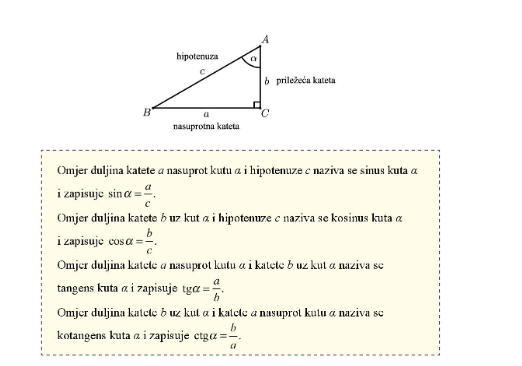 A
hipotenuza
α
c
b priležeća kateta
B a C
nasuprotna kateta
Omjer duljina katete a nasuprot kutu α i hipotenuze c naziva se sinus kuta α
i zapisuje sin α = a/c.
Omjer duljina katete b uz kut α i hipotenuze c naziva se kosinus kuta α
i zapisuje cos α = b/c.
Omjer duljina katete a nasuprot kutu α i katete b uz kut α naziva se
tangens kuta α i zapisuje tg α = a/b.
Omjer duljina katete b uz kut α i katete a nasuprot kutu α naziva se
kotangens kuta α i zapisuje ctg α = b/a.